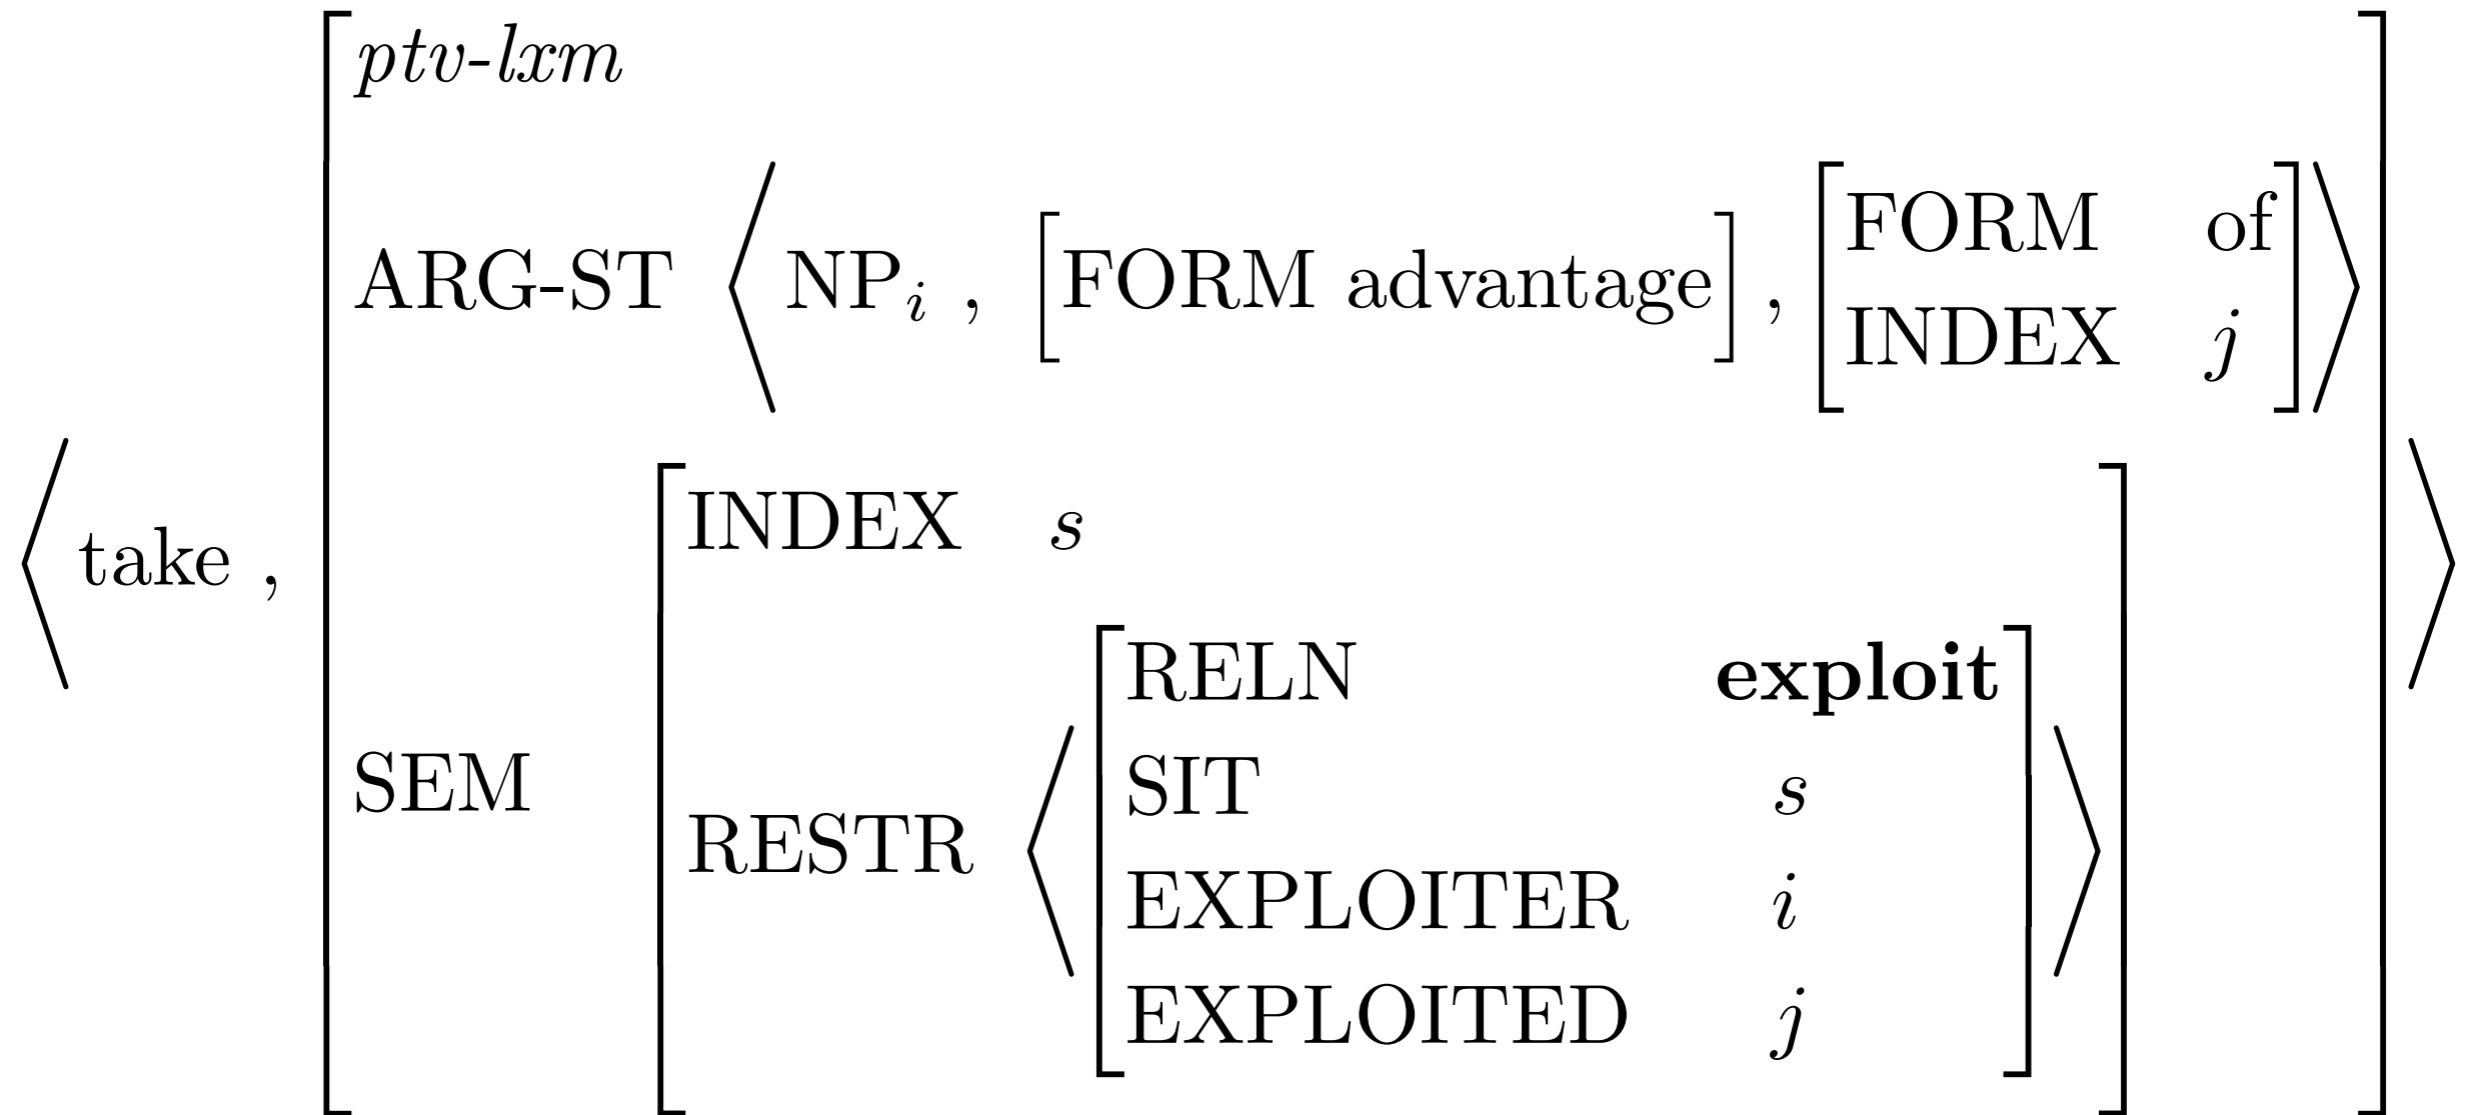 ptv-lxm
ARG-ST ⟨ NP_i , [FORM advantage] , [FORM of
INDEX j] ⟩
⟨ take ,
SEM
INDEX s
RESTR ⟨
RELN exploit
SIT s
EXPLOITER i
EXPLOITED j
⟩ ⟩